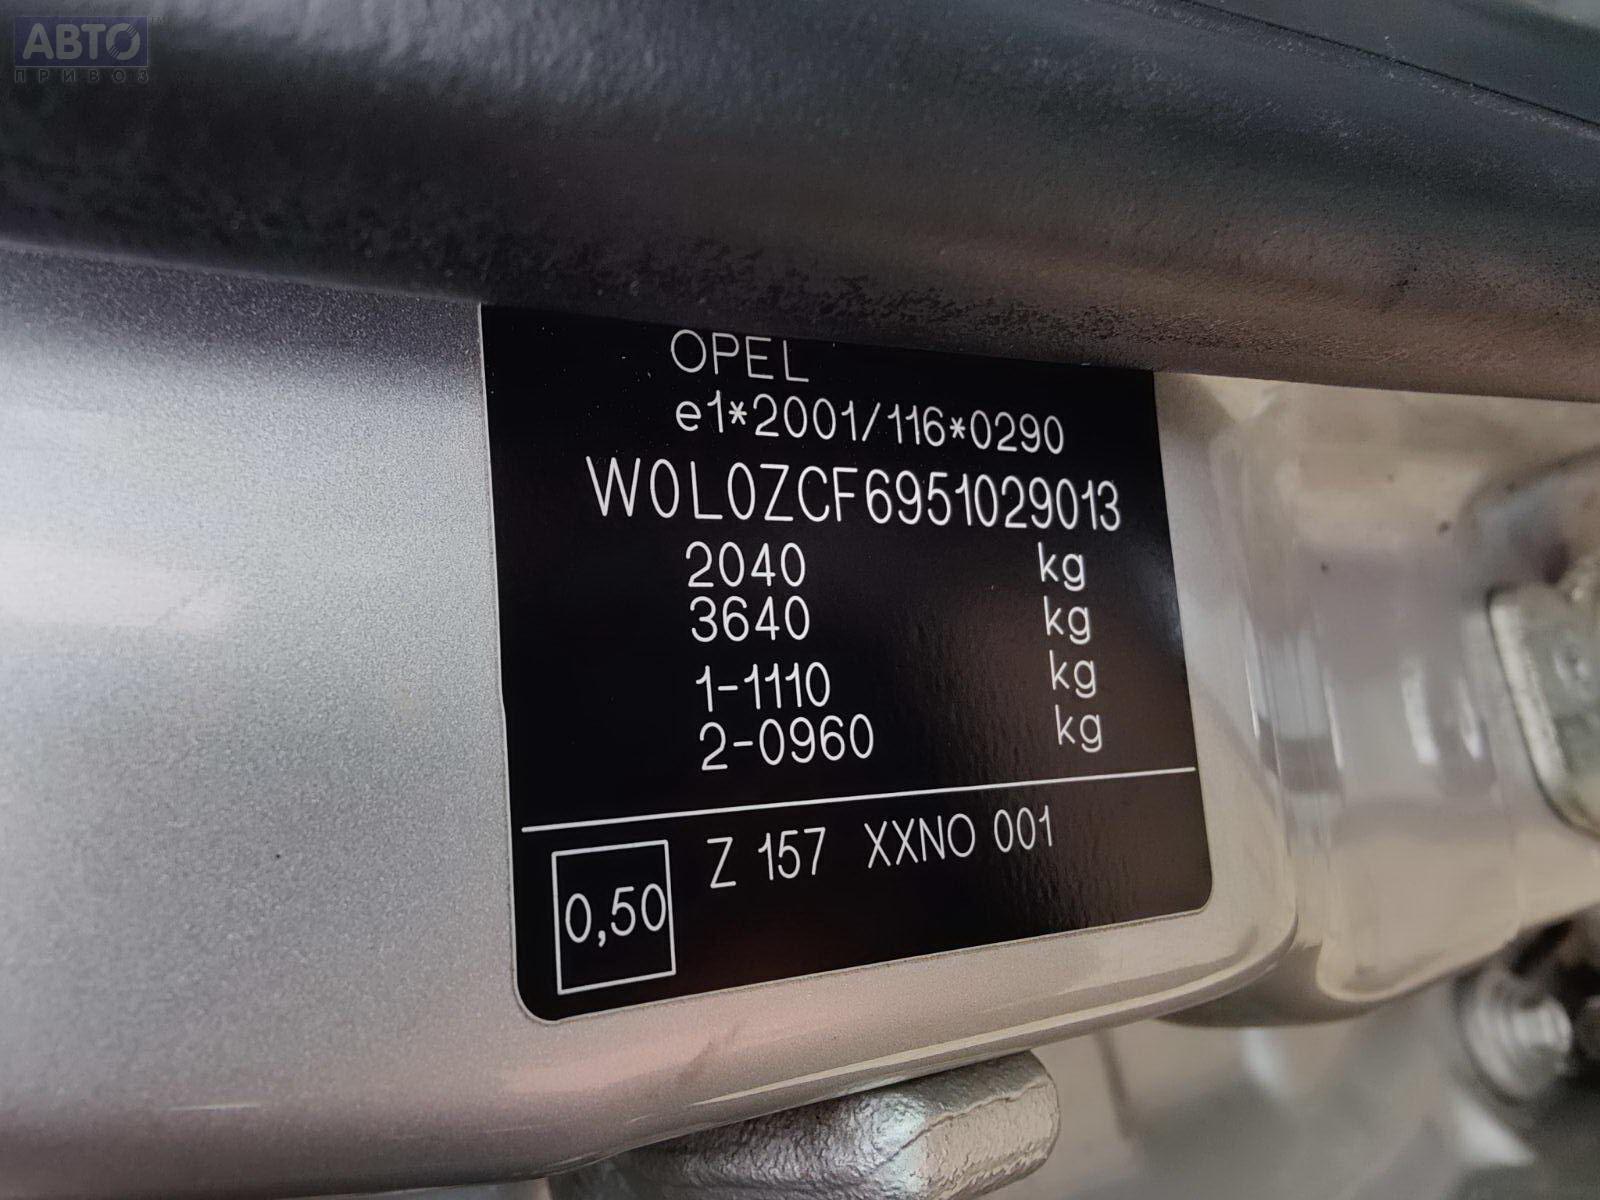 АВТО
ПРИВОЗ
OPEL
e1*2001/116*0290
W0L0ZCF6951029013
2040 kg
3640 kg
1-1110 kg
2-0960 kg
0,50 Z 157 XXNO 001